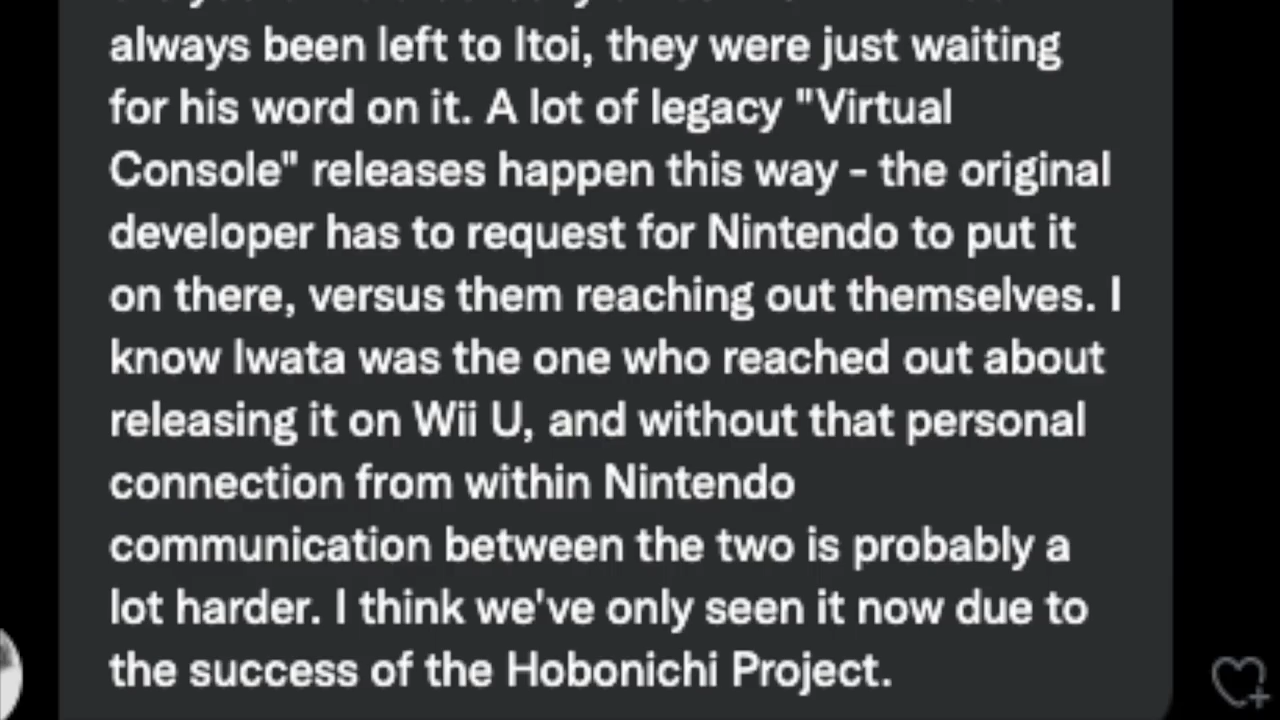 always been left to Itoi, they were just waiting
for his word on it. A lot of legacy "Virtual
Console" releases happen this way - the original
developer has to request for Nintendo to put it
on there, versus them reaching out themselves. I
know Iwata was the one who reached out about
releasing it on Wii U, and without that personal
connection from within Nintendo
communication between the two is probably a
lot harder. I think we've only seen it now due to
the success of the Hobonichi Project.